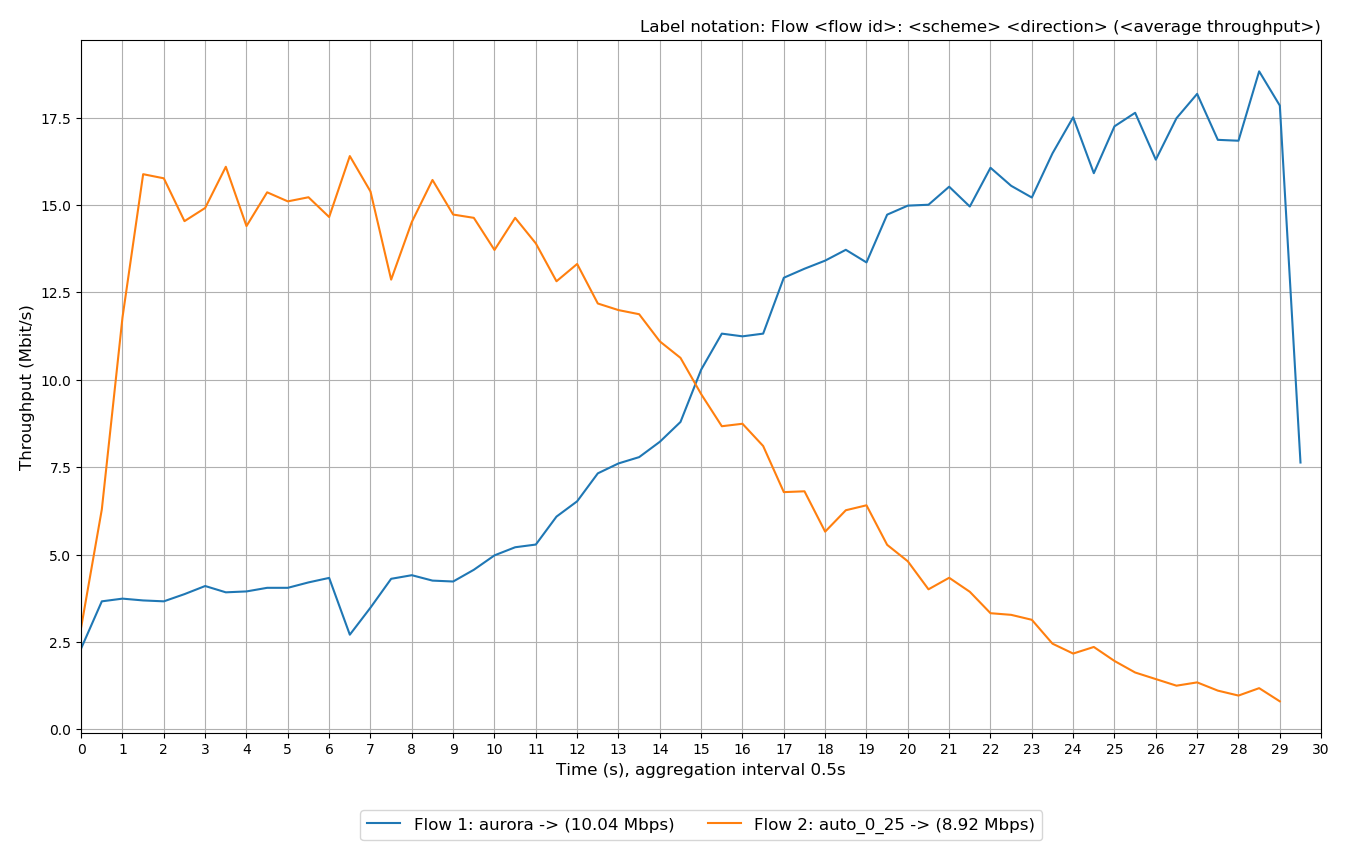 Label notation: Flow <flow id>: <scheme> <direction> (<average throughput>)
Throughput (Mbit/s)
17.5
15.0
12.5
10.0
7.5
5.0
2.5
0.0
0 1 2 3 4 5 6 7 8 9 10 11 12 13 14 15 16 17 18 19 20 21 22 23 24 25 26 27 28 29 30
Time (s), aggregation interval 0.5s
Flow 1: aurora -> (10.04 Mbps) Flow 2: auto_0_25 -> (8.92 Mbps)